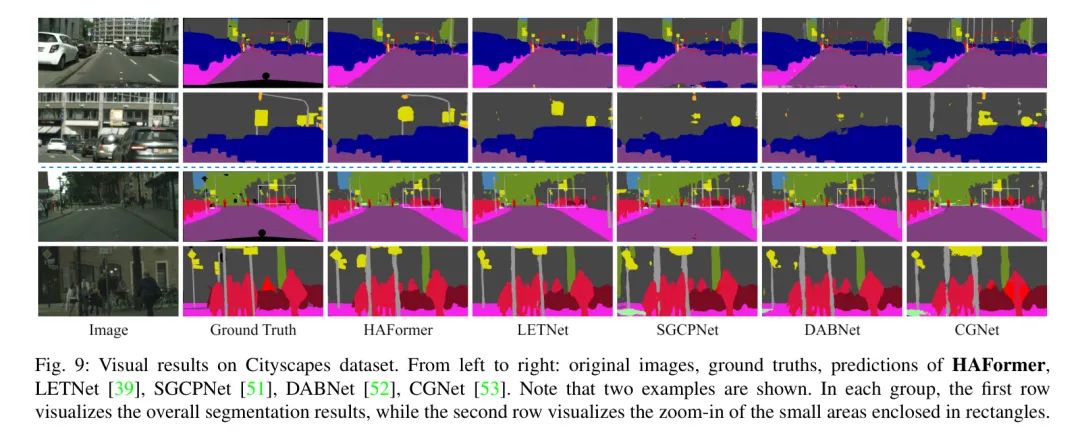 Image Ground Truth HAFormer LETNet SGCPNet DABNet CGNet
Fig. 9: Visual results on Cityscapes dataset. From left to right: original images, ground truths, predictions of HAFormer,
LETNet [39], SGCPNet [51], DABNet [52], CGNet [53]. Note that two examples are shown. In each group, the first row
visualizes the overall segmentation results, while the second row visualizes the zoom-in of the small areas enclosed in rectangles.